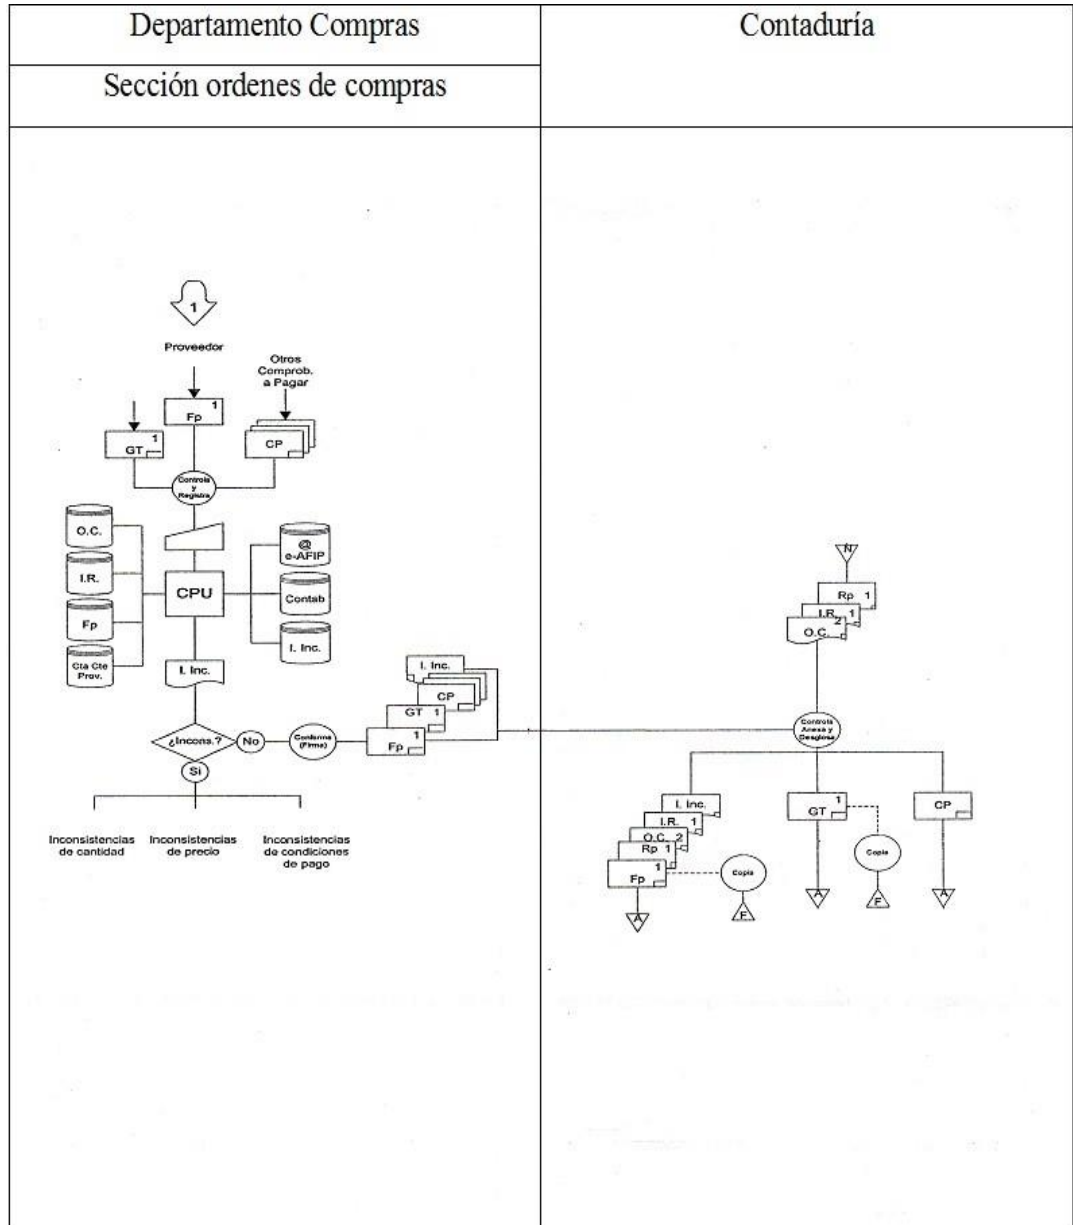 Departamento Compras
Contaduría
Sección ordenes de compras
1
Proveedor
Otros
Comprob.
a Pagar
1
Fp
1
GT
CP
Controla
y
Registra
O.C.
I.R.
Fp
Cta Cte
Prov.
CPU
@
e-AFIP
Contab
I. Inc.
I. Inc.
¿Incons.?
No
Conforme
(Firma)
Si
I. Inc.
CP
GT 1
1
Fp
Inconsistencias
de cantidad
Inconsistencias
de precio
Inconsistencias
de condiciones
de pago
N
Rp 1
I.R. 1
2
O.C.
Controla
Anexa y
Desglosa
I. Inc.
I.R. 1
O.C. 2
Rp 1
1
Fp
Copia
A
F
1
GT
Copia
A
F
CP
A